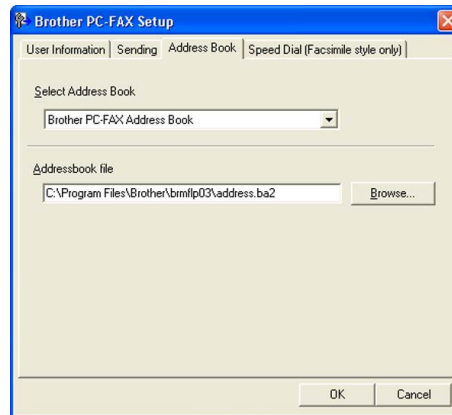 Brother PC-FAX Setup
User Information Sending Address Book Speed Dial (Facsimile style only)
Select Address Book
Brother PC-FAX Address Book
Addressbook file
C:\Program Files\Brother\brmflp03\address.ba2 Browse...
OK Cancel